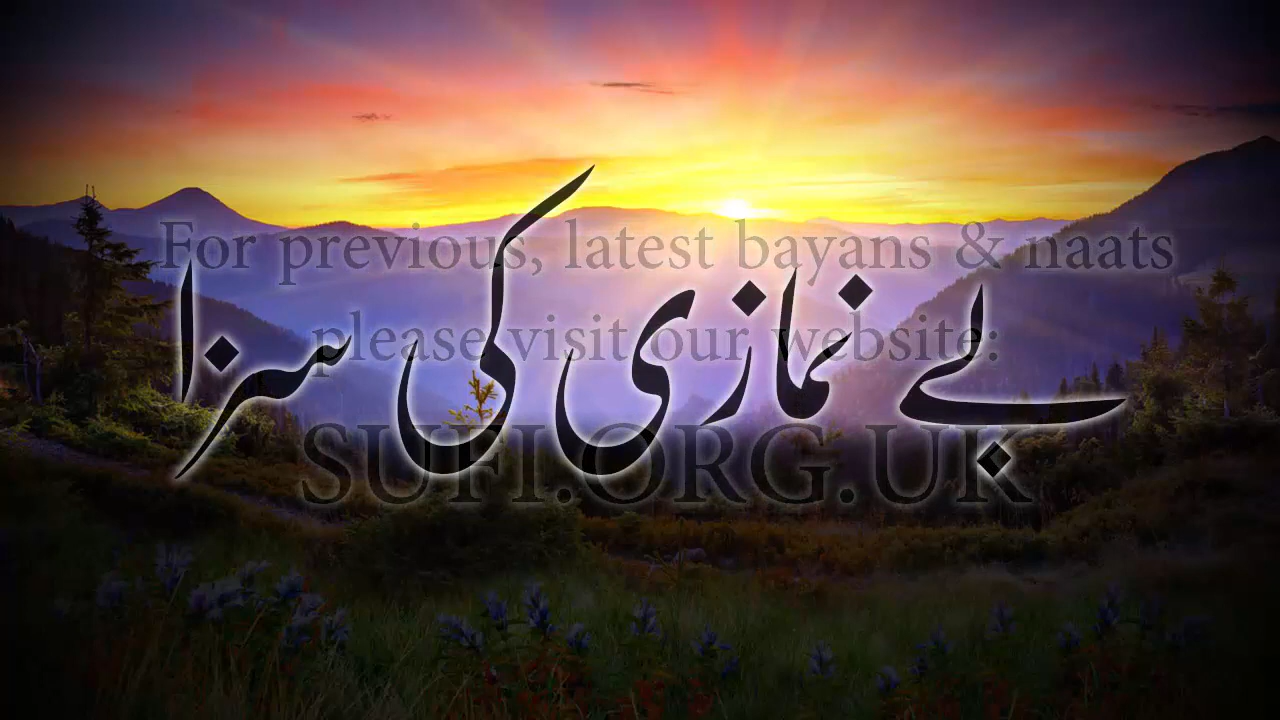 For previous, latest bayans & naats
بے نمازی کی سزا
please visit our website:
SUFI.ORG.UK